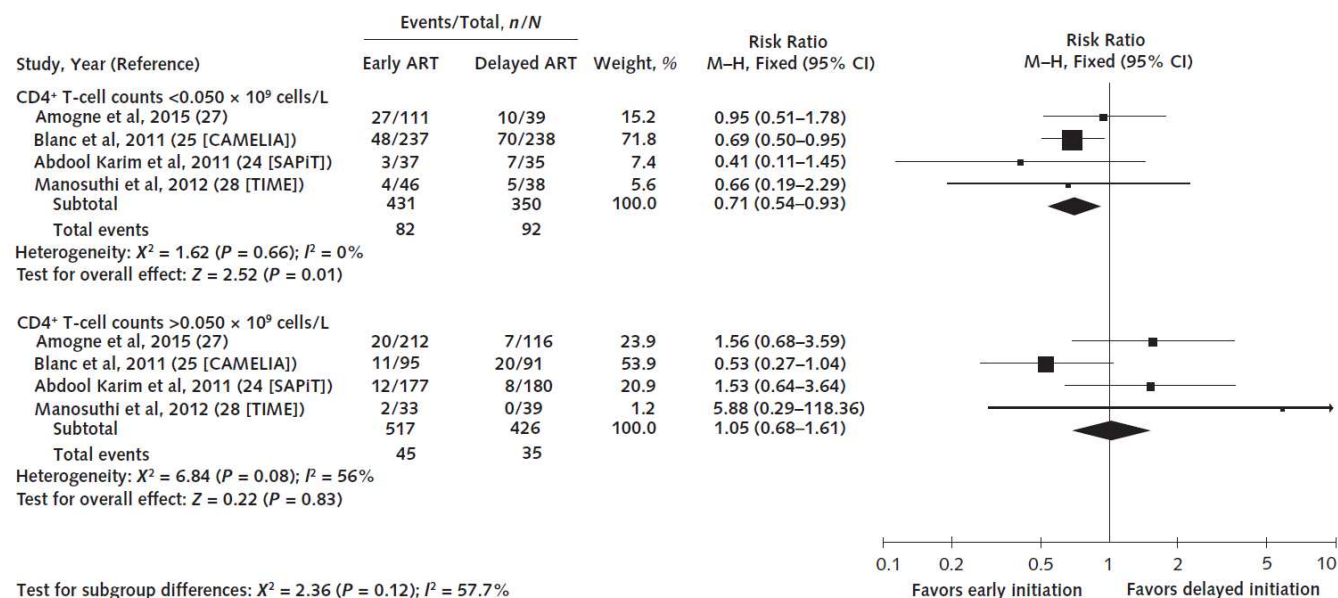 Events/Total, n/N
Risk Ratio
Risk Ratio
Study, Year (Reference) Early ART Delayed ART Weight, % M–H, Fixed (95% CI) M–H, Fixed (95% CI)
CD4⁺ T-cell counts <0.050 × 10⁹ cells/L
Amogne et al, 2015 (27) 27/111 10/39 15.2 0.95 (0.51–1.78)
Blanc et al, 2011 (25 [CAMELIA]) 48/237 70/238 71.8 0.69 (0.50–0.95)
Abdool Karim et al, 2011 (24 [SAPiT]) 3/37 7/35 7.4 0.41 (0.11–1.45)
Manosuthi et al, 2012 (28 [TIME]) 4/46 5/38 5.6 0.66 (0.19–2.29)
Subtotal 431 350 100.0 0.71 (0.54–0.93)
Total events 82 92
Heterogeneity: X² = 1.62 (P = 0.66); I² = 0%
Test for overall effect: Z = 2.52 (P = 0.01)
CD4⁺ T-cell counts >0.050 × 10⁹ cells/L
Amogne et al, 2015 (27) 20/212 7/116 23.9 1.56 (0.68–3.59)
Blanc et al, 2011 (25 [CAMELIA]) 11/95 20/91 53.9 0.53 (0.27–1.04)
Abdool Karim et al, 2011 (24 [SAPiT]) 12/177 8/180 20.9 1.53 (0.64–3.64)
Manosuthi et al, 2012 (28 [TIME]) 2/33 0/39 1.2 5.88 (0.29–118.36)
Subtotal 517 426 100.0 1.05 (0.68–1.61)
Total events 45 35
Heterogeneity: X² = 6.84 (P = 0.08); I² = 56%
Test for overall effect: Z = 0.22 (P = 0.83)
0.1 0.2 0.5 1 2 5 10
Test for subgroup differences: X² = 2.36 (P = 0.12); I² = 57.7% Favors early initiation Favors delayed initiation